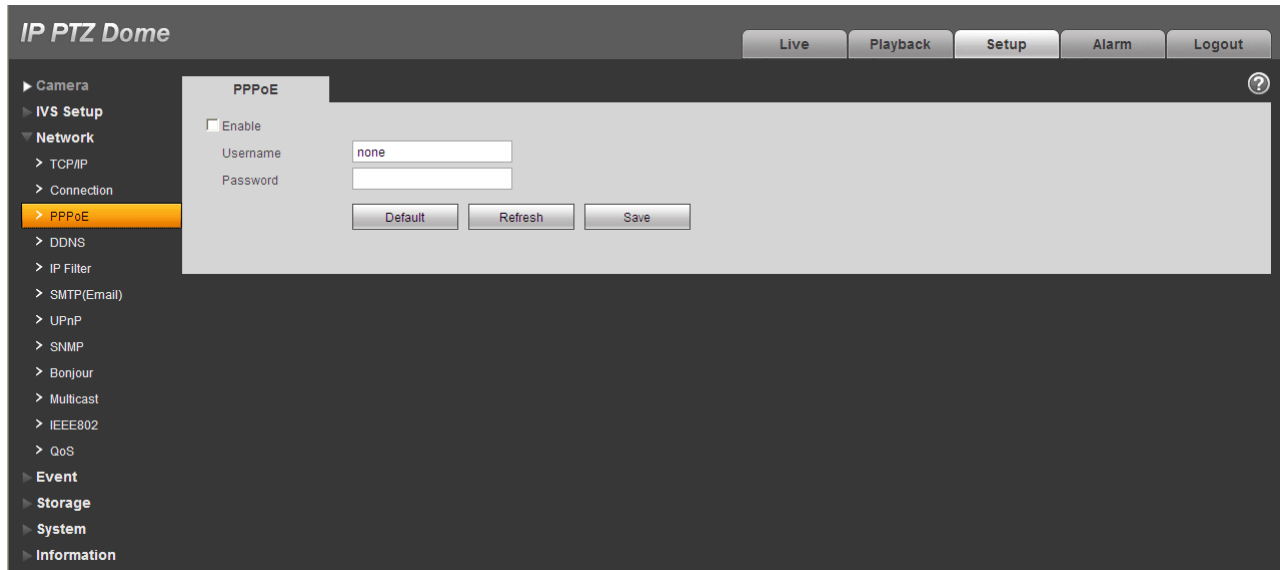 IP PTZ Dome
Live Playback Setup Alarm Logout
Camera
IVS Setup
Network
TCP/IP
Connection
PPPoE
DDNS
IP Filter
SMTP(Email)
UPnP
SNMP
Bonjour
Multicast
IEEE802
QoS
Event
Storage
System
Information
PPPoE
?
Enable
Username none
Password
Default Refresh Save